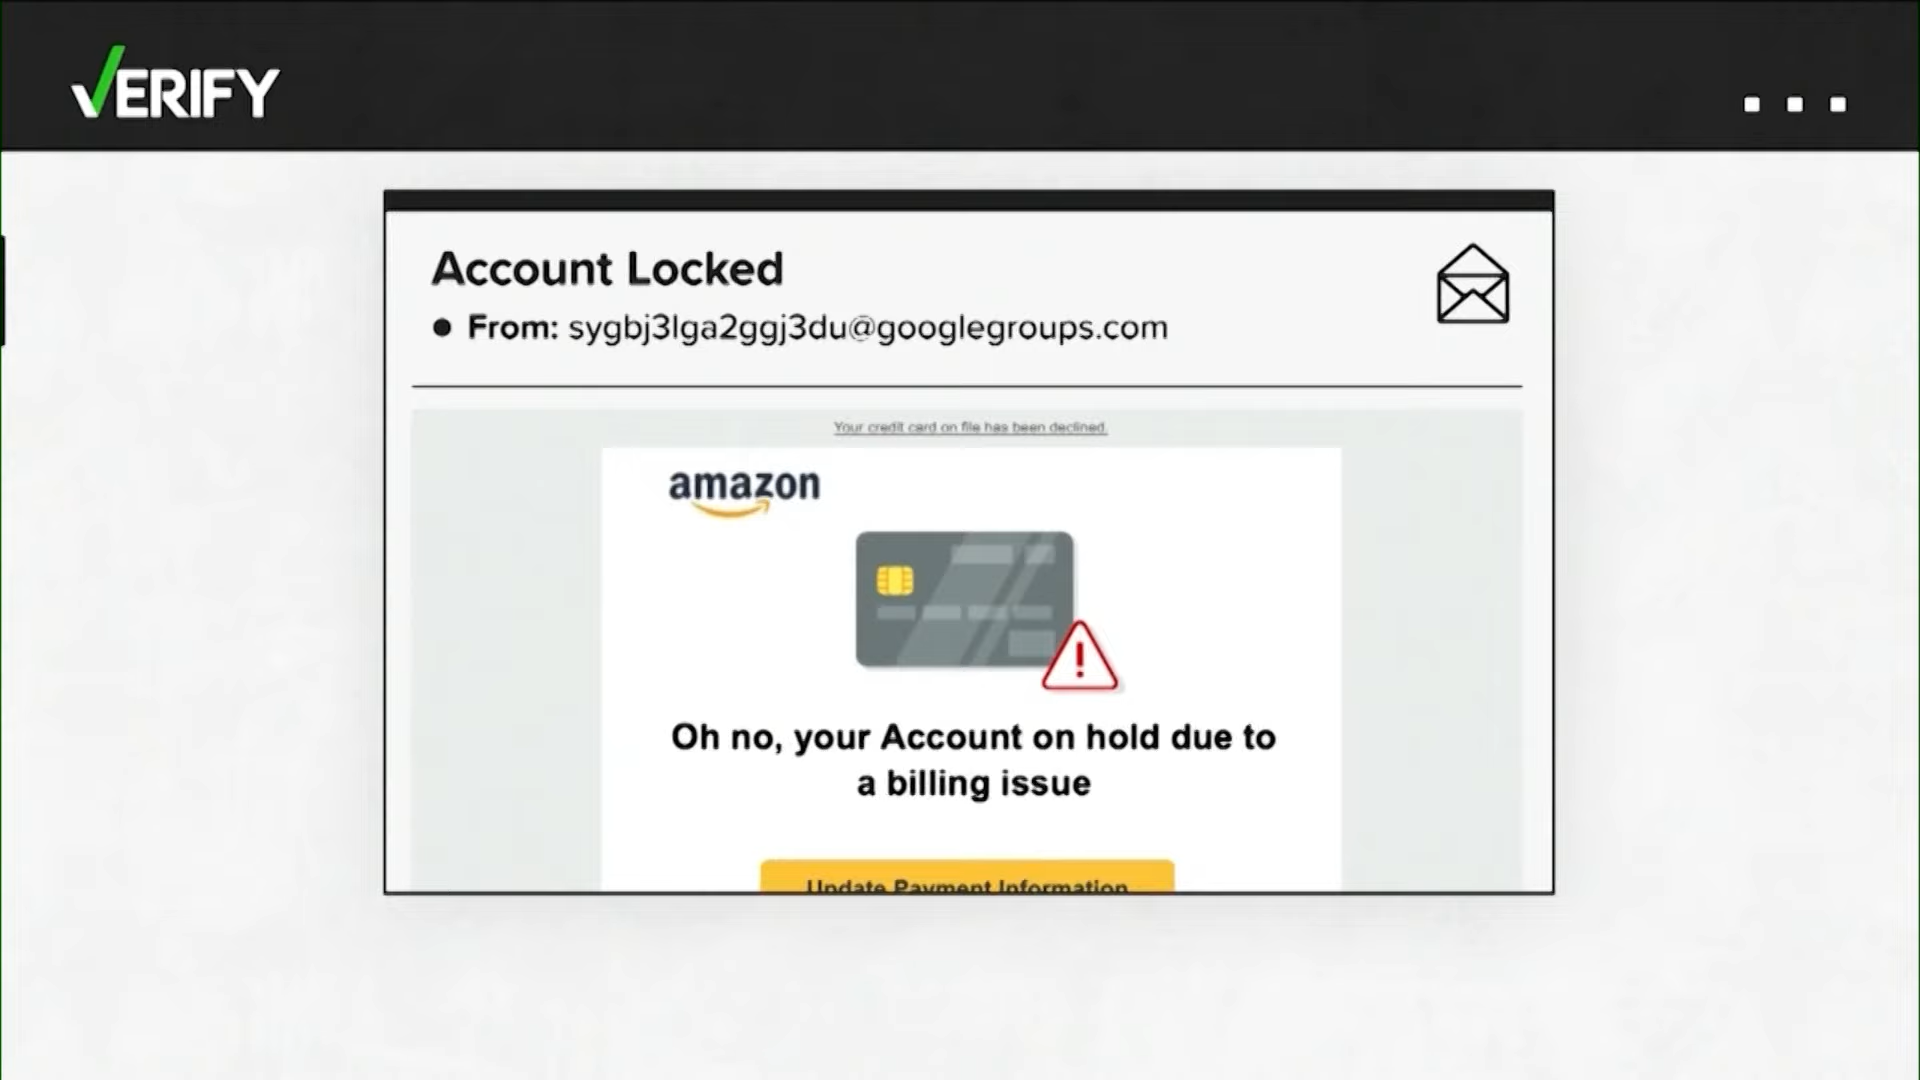 VERIFY
Account Locked
From: sygbj3lga2ggj3du@googlegroups.com
Your credit card on file has been declined.
amazon
Oh no, your Account on hold due to
a billing issue
Update Payment Information